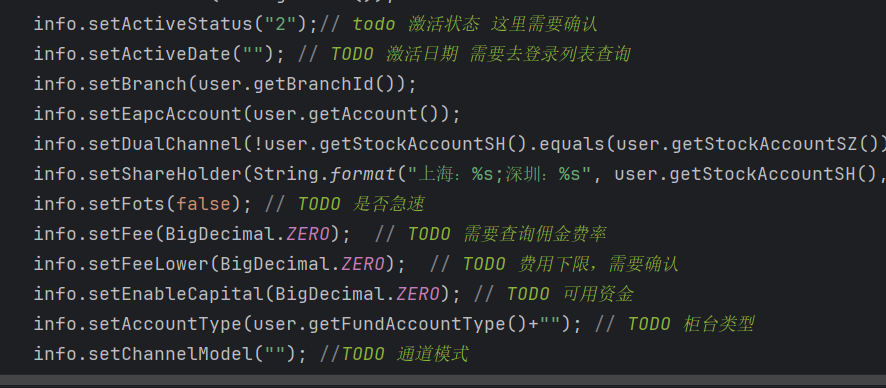 info.setActiveStatus("2");// todo 激活状态 这里需要确认
info.setActiveDate(""); // TODO 激活日期 需要去登录列表查询
info.setBranch(user.getBranchId());
info.setEapcAccount(user.getAccount());
info.setDualChannel(!user.getStockAccountSH().equals(user.getStockAccountSZ())
info.setShareHolder(String.format("上海：%s;深圳：%s", user.getStockAccountSH(),
info.setFots(false); // TODO 是否急速
info.setFee(BigDecimal.ZERO);  // TODO 需要查询佣金费率
info.setFeeLower(BigDecimal.ZERO);  // TODO 费用下限，需要确认
info.setEnableCapital(BigDecimal.ZERO); // TODO 可用资金
info.setAccountType(user.getFundAccountType()+""); // TODO 柜台类型
info.setChannelModel(""); //TODO 通道模式